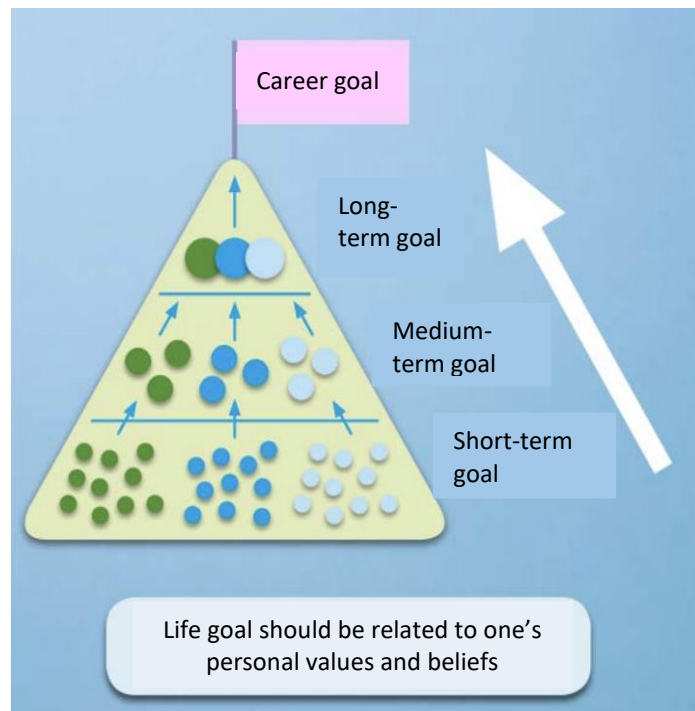 Career goal
Long-
term goal
Medium-
term goal
Short-term
goal
Life goal should be related to one’s
personal values and beliefs